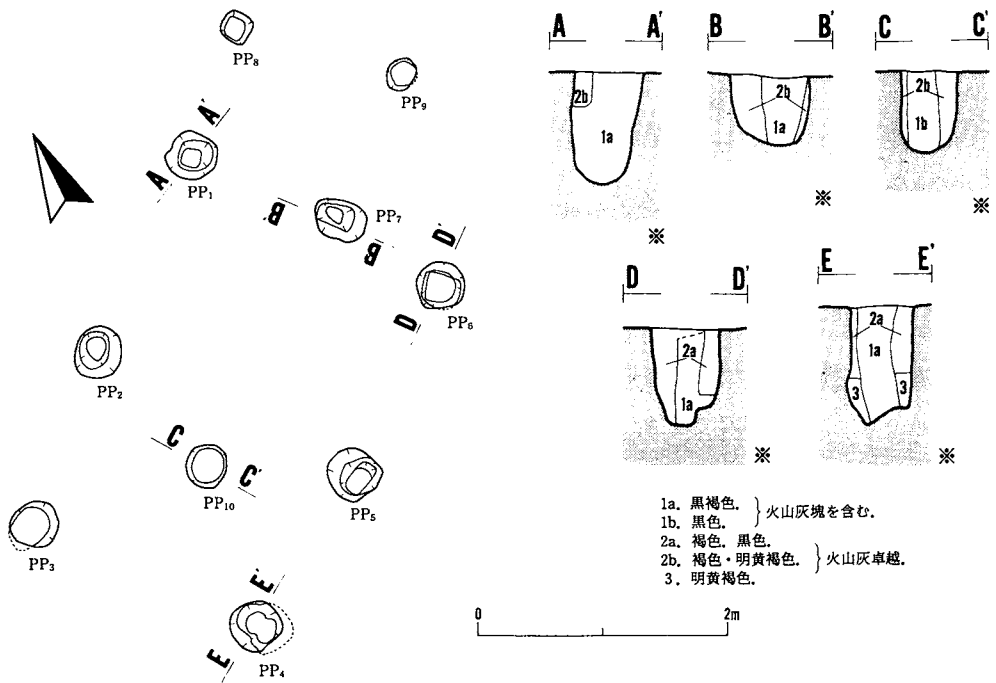 PP₈
PP₉
A A'
PP₁
B' B
PP₇
D' D
PP₆
PP₂
C C'
PP₁₀
PP₅
PP₃
E' E
PP₄
A A'
2b
1a
※
B B'
2b
1a
※
C C'
2b
1b
※
D D'
2a
1a
※
E E'
2a
1a
3 3
※
1a. 黒褐色.
1b. 黒色.
火山灰塊を含む.
2a. 褐色. 黒色.
2b. 褐色・明黄褐色.
火山灰卓越.
3. 明黄褐色.
0 2m